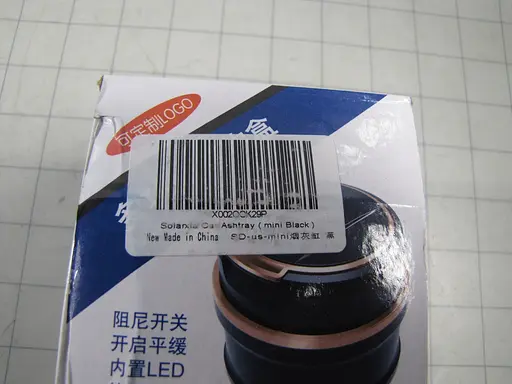 可定制LOGO
X002OOK29P
Solanxia Car Ashtray ( mini Black )
New Made in China SD-us-mini烟灰缸 黑
阻尼开关
开启平缓
内置LED